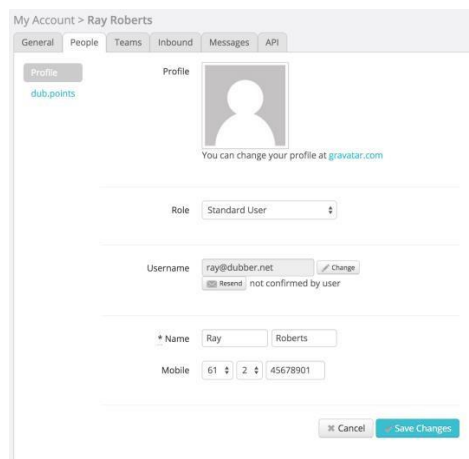 My Account > Ray Roberts
General People Teams Inbound Messages API
Profile
dub.points
Profile
You can change your profile at gravatar.com
Role Standard User
Username ray@dubber.net Change
Resend not confirmed by user
* Name Ray Roberts
Mobile 61 2 45678901
Cancel Save Changes